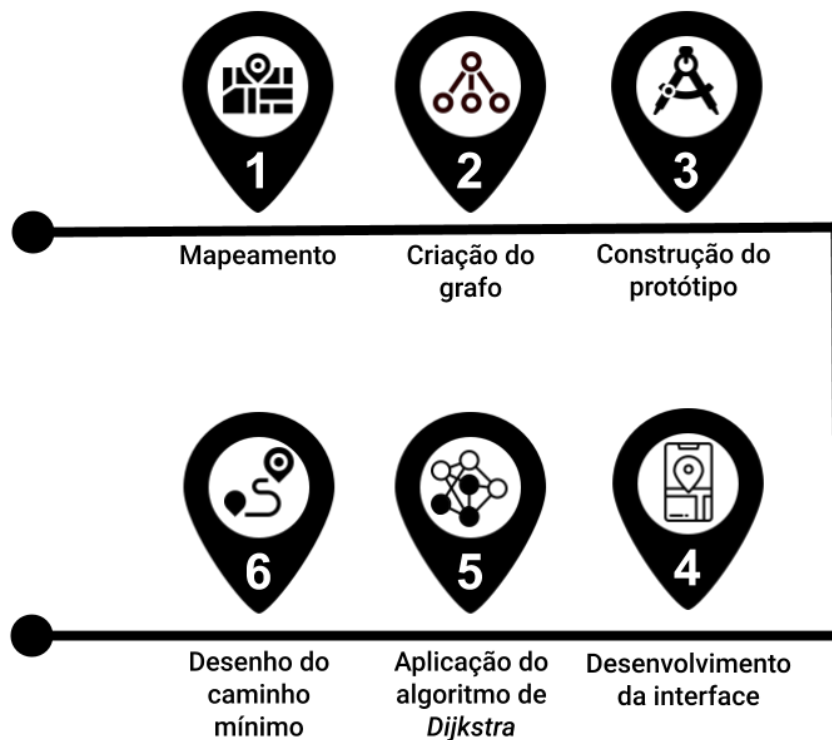 1
Mapeamento
2
Criação do
grafo
3
Construção do
protótipo
4
Desenvolvimento
da interface
5
Aplicação do
algoritmo de
Dijkstra
6
Desenho do
caminho
mínimo